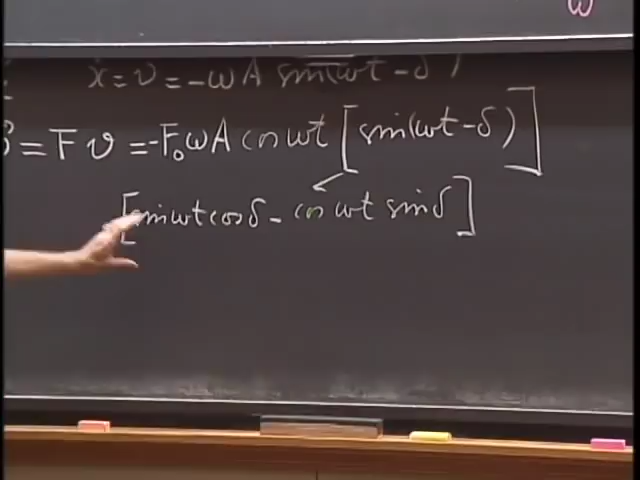 ω
ẋ = v = -ωA sin(ωt - δ)
= F v = -F₀ωA cos ωt [sin(ωt - δ)]
[sin ωt cos δ - cos ωt sin δ]